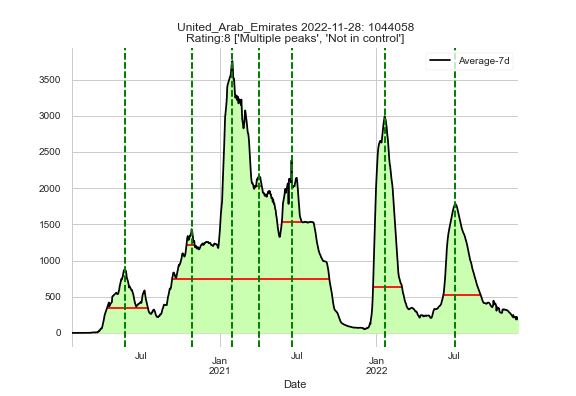 United_Arab_Emirates 2022-11-28: 1044058
Rating:8 ['Multiple peaks', 'Not in control']
Average-7d
3500
3000
2500
2000
1500
1000
500
0
Jul
Jan
2021
Jul
Jan
2022
Jul
Date